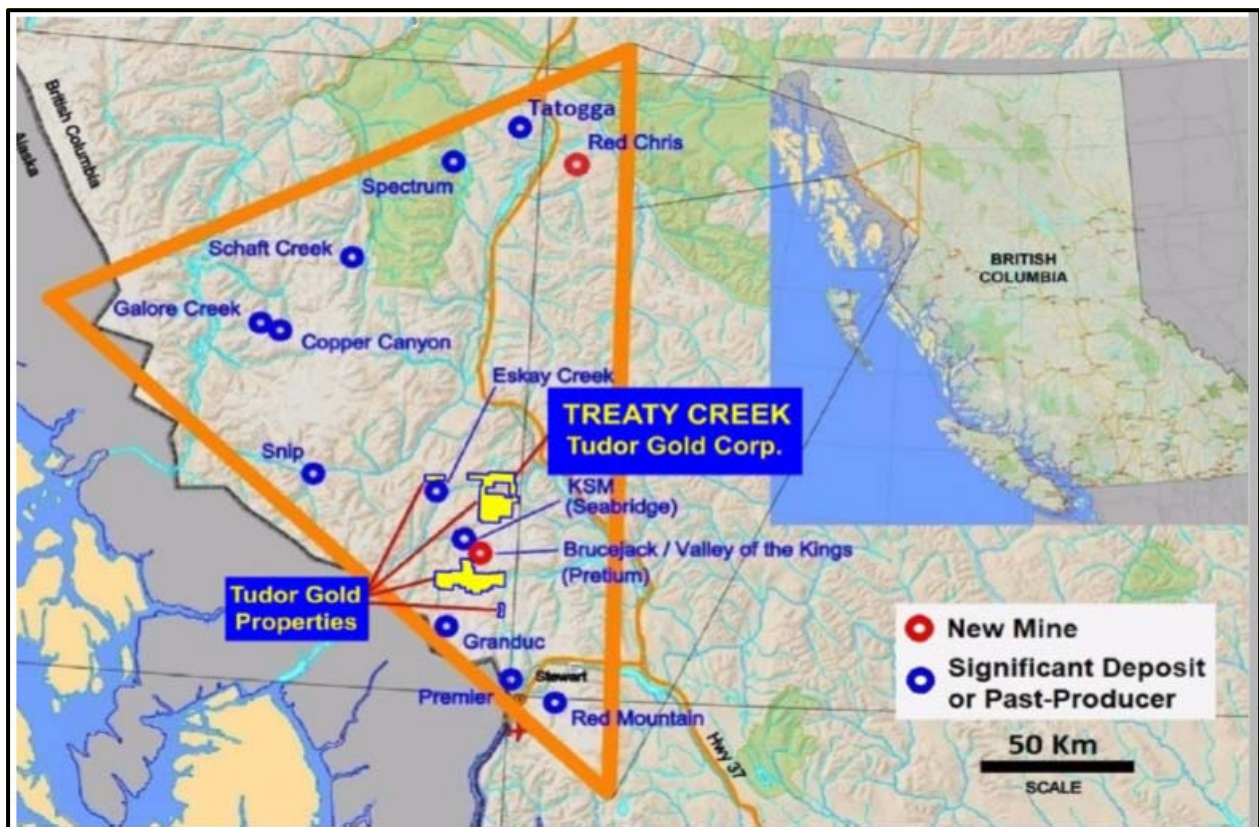 British Columbia
Alaska
Tatogga
Red Chris
Spectrum
Schaft Creek
Galore Creek
Copper Canyon
Eskay Creek
TREATY CREEK
Tudor Gold Corp.
Snip
KSM
(Seabridge)
Brucejack / Valley of the Kings
(Pretium)
Tudor Gold
Properties
Granduc
Premier
Stewart
Red Mountain
Hwy 37
BRITISH
COLUMBIA
New Mine
Significant Deposit
or Past-Producer
50 Km
SCALE